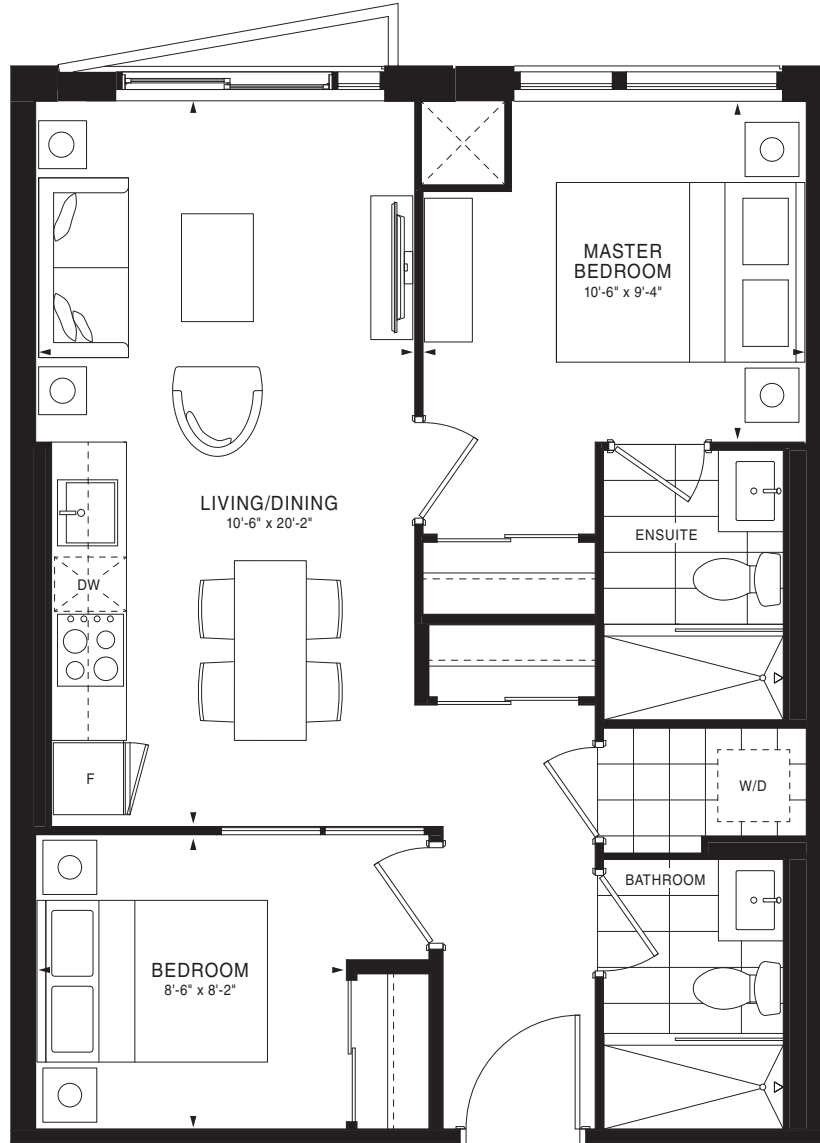 MASTER
BEDROOM
10'-6" x 9'-4"
LIVING/DINING
10'-6" x 20'-2"
ENSUITE
DW
F
W/D
BATHROOM
BEDROOM
8'-6" x 8'-2"